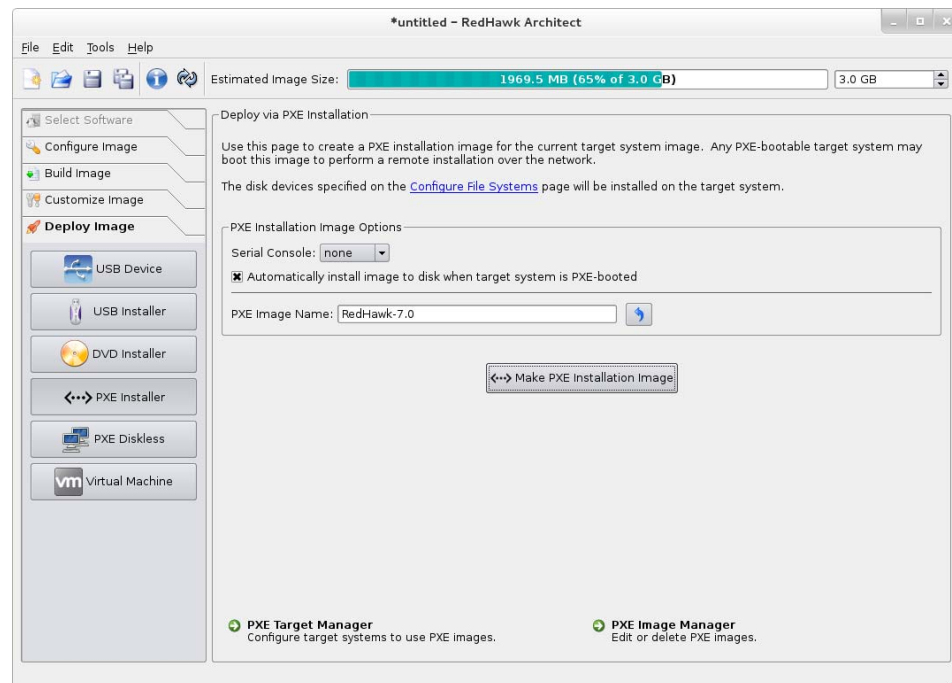 *untitled – RedHawk Architect
File Edit Tools Help
Estimated Image Size: 1969.5 MB (65% of 3.0 GB) 3.0 GB
Select Software
Configure Image
Build Image
Customize Image
Deploy Image
USB Device
USB Installer
DVD Installer
PXE Installer
PXE Diskless
vm Virtual Machine
Deploy via PXE Installation
Use this page to create a PXE installation image for the current target system image. Any PXE-bootable target system may
boot this image to perform a remote installation over the network.
The disk devices specified on the Configure File Systems page will be installed on the target system.
PXE Installation Image Options
Serial Console: none
Automatically install image to disk when target system is PXE-booted
PXE Image Name: RedHawk-7.0
Make PXE Installation Image
PXE Target Manager
Configure target systems to use PXE images.
PXE Image Manager
Edit or delete PXE images.